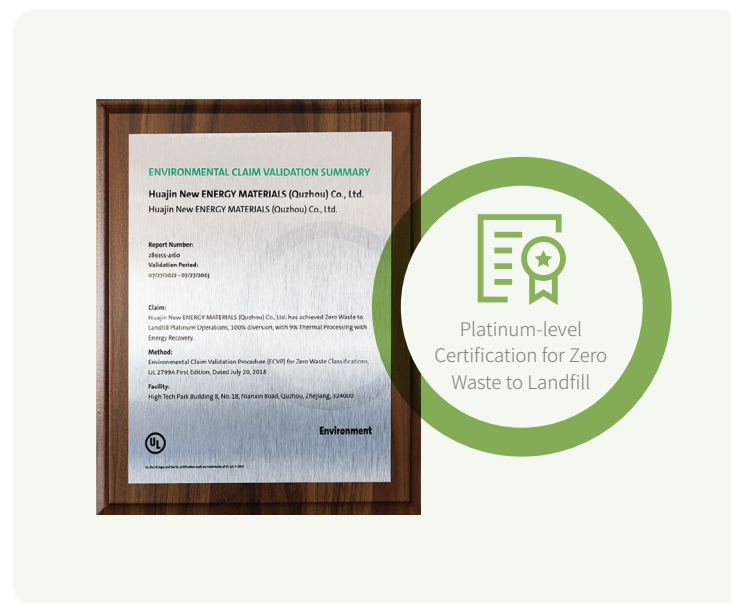 ENVIRONMENTAL CLAIM VALIDATION SUMMARY
Huajin New ENERGY MATERIALS (Quzhou) Co., Ltd.
Huajin New ENERGY MATERIALS (Quzhou) Co., Ltd.
Report Number:
Validation Period:
07/27/2022 - 07/27/2023
Claim:
Huajin New ENERGY MATERIALS (Quzhou) Co., Ltd. has achieved Zero Waste to
Landfill Platinum Operations, 100% diversion, with 9% Thermal Processing with
Energy Recovery.
Method:
Environmental Claim Validation Procedure (ECVP) for Zero Waste Classifications,
UL 2799A First Edition, Dated July 20, 2018
Facility:
High Tech Park Building 8, No. 18, Nianxin Road, Quzhou, Zhejiang, 324000
Environment
UL
Platinum-level
Certification for Zero
Waste to Landfill